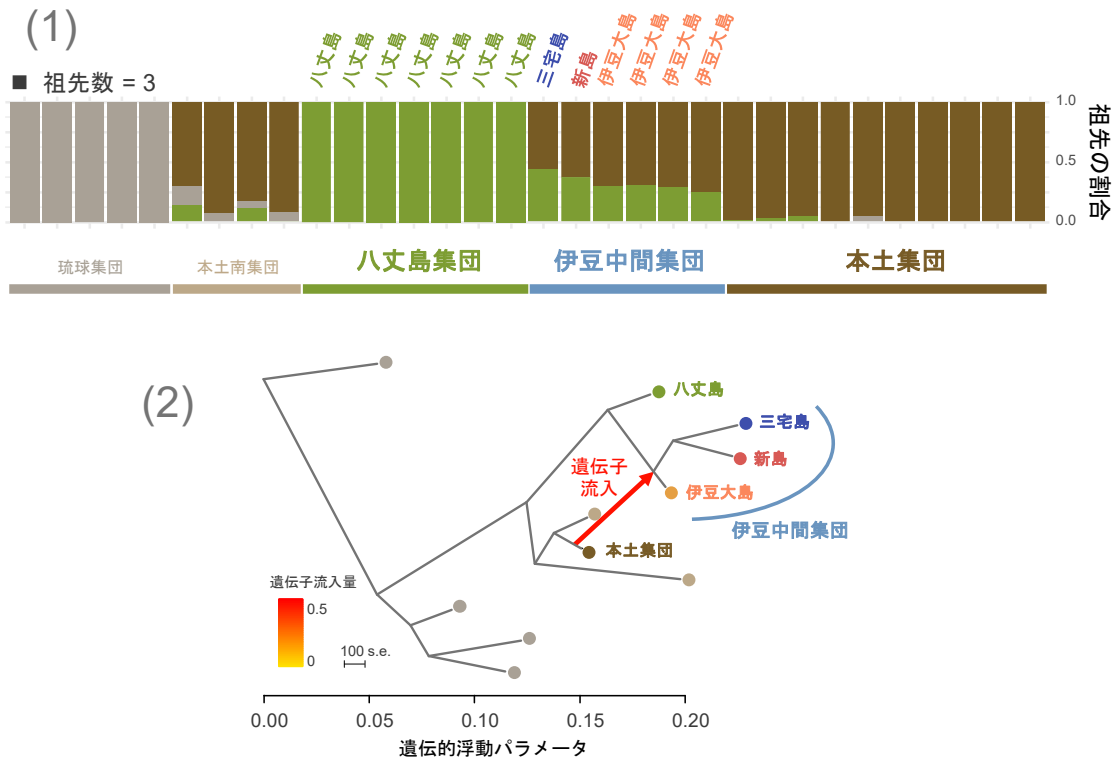 (1)
■ 祖先数 = 3
八丈島
八丈島
八丈島
八丈島
八丈島
八丈島
八丈島
三宅島
新島
伊豆大島
伊豆大島
伊豆大島
伊豆大島
1.0
0.5
0.0
祖先の割合
琉球集団
本土南集団
八丈島集団
伊豆中間集団
本土集団
(2)
八丈島
三宅島
新島
伊豆大島
伊豆中間集団
遺伝子
流入
本土集団
遺伝子流入量
0.5
0
100 s.e.
0.00
0.05
0.10
0.15
0.20
遺伝的浮動パラメータ